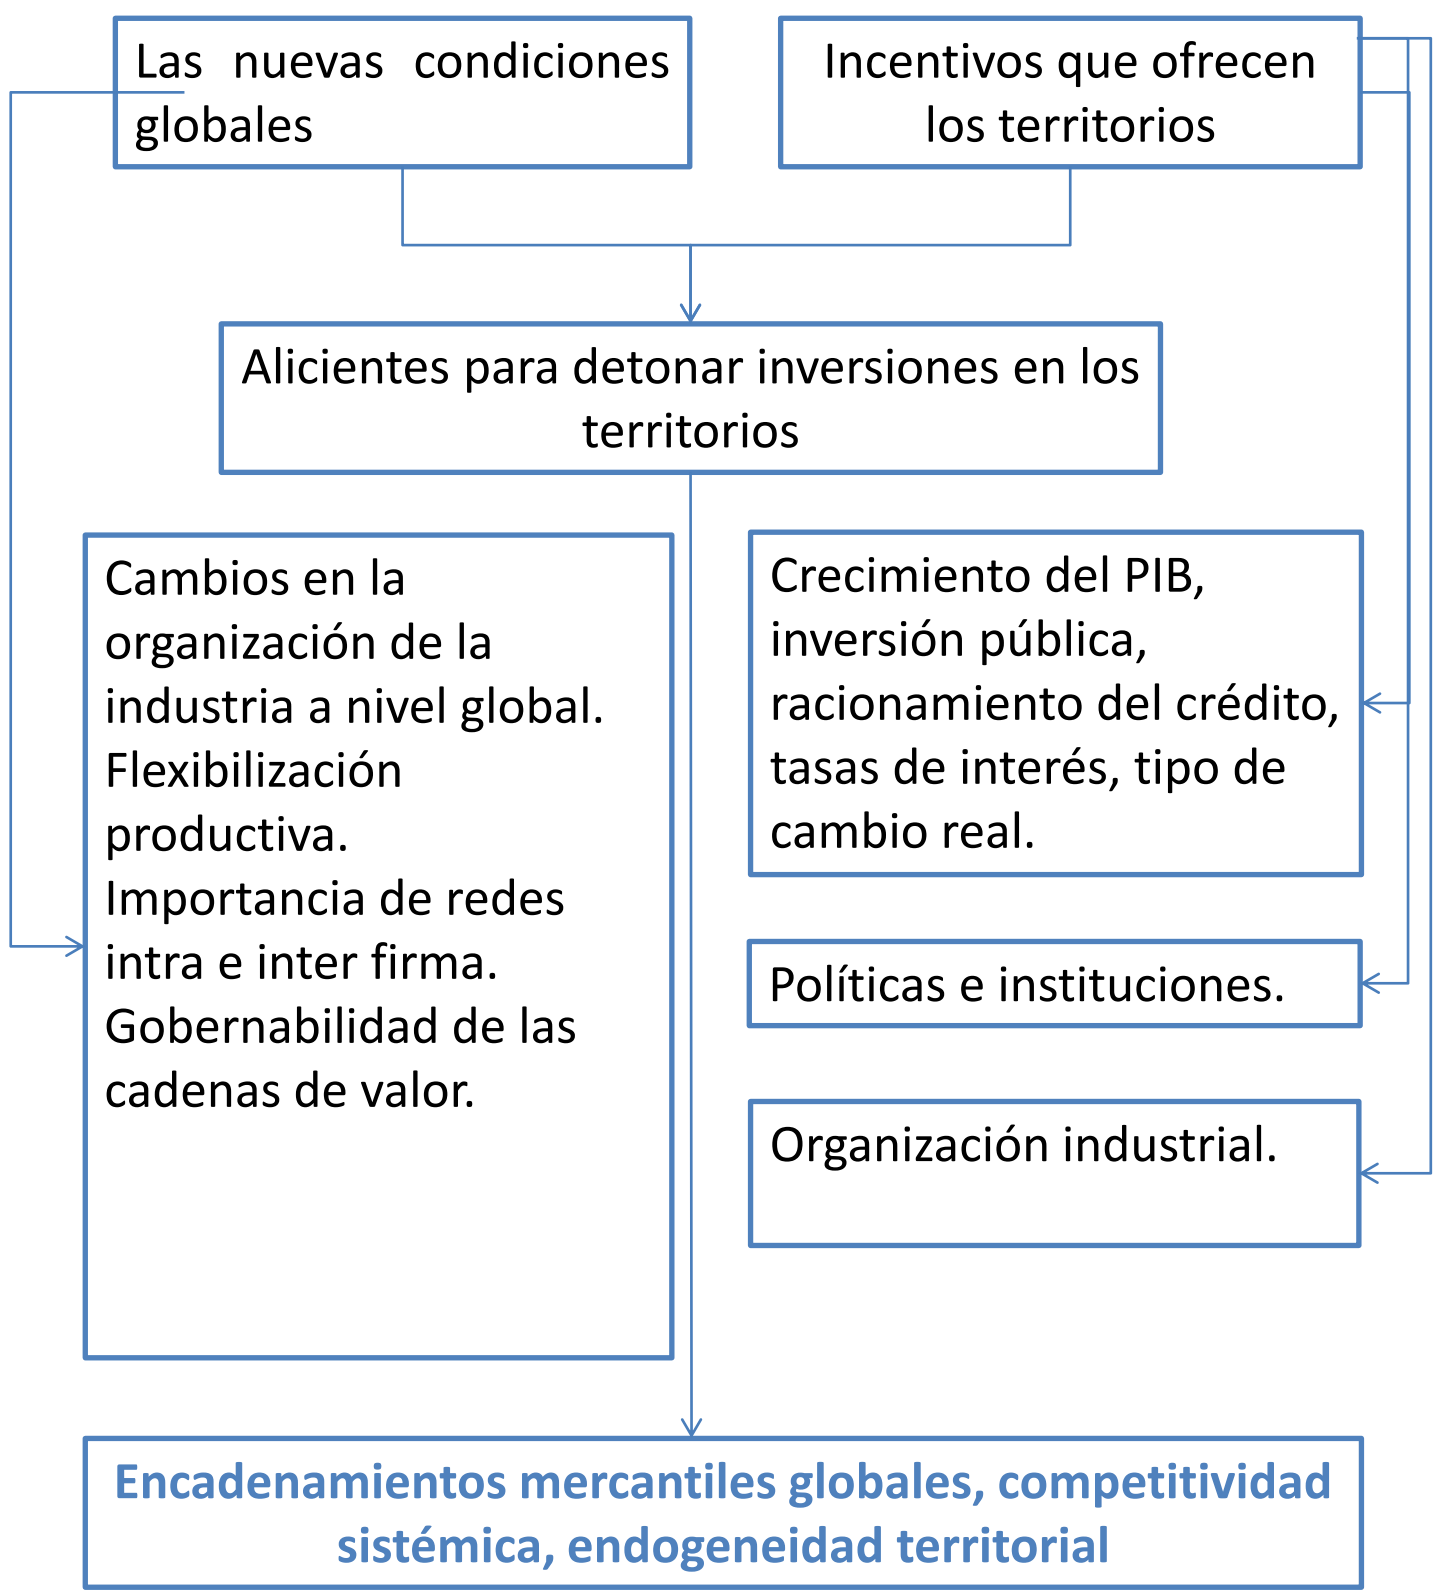 Las nuevas condiciones
globales
Incentivos que ofrecen
los territorios
Alicientes para detonar inversiones en los
territorios
Cambios en la
organización de la
industria a nivel global.
Flexibilización
productiva.
Importancia de redes
intra e inter firma.
Gobernabilidad de las
cadenas de valor.
Crecimiento del PIB,
inversión pública,
racionamiento del crédito,
tasas de interés, tipo de
cambio real.
Políticas e instituciones.
Organización industrial.
Encadenamientos mercantiles globales, competitividad
sistémica, endogeneidad territorial